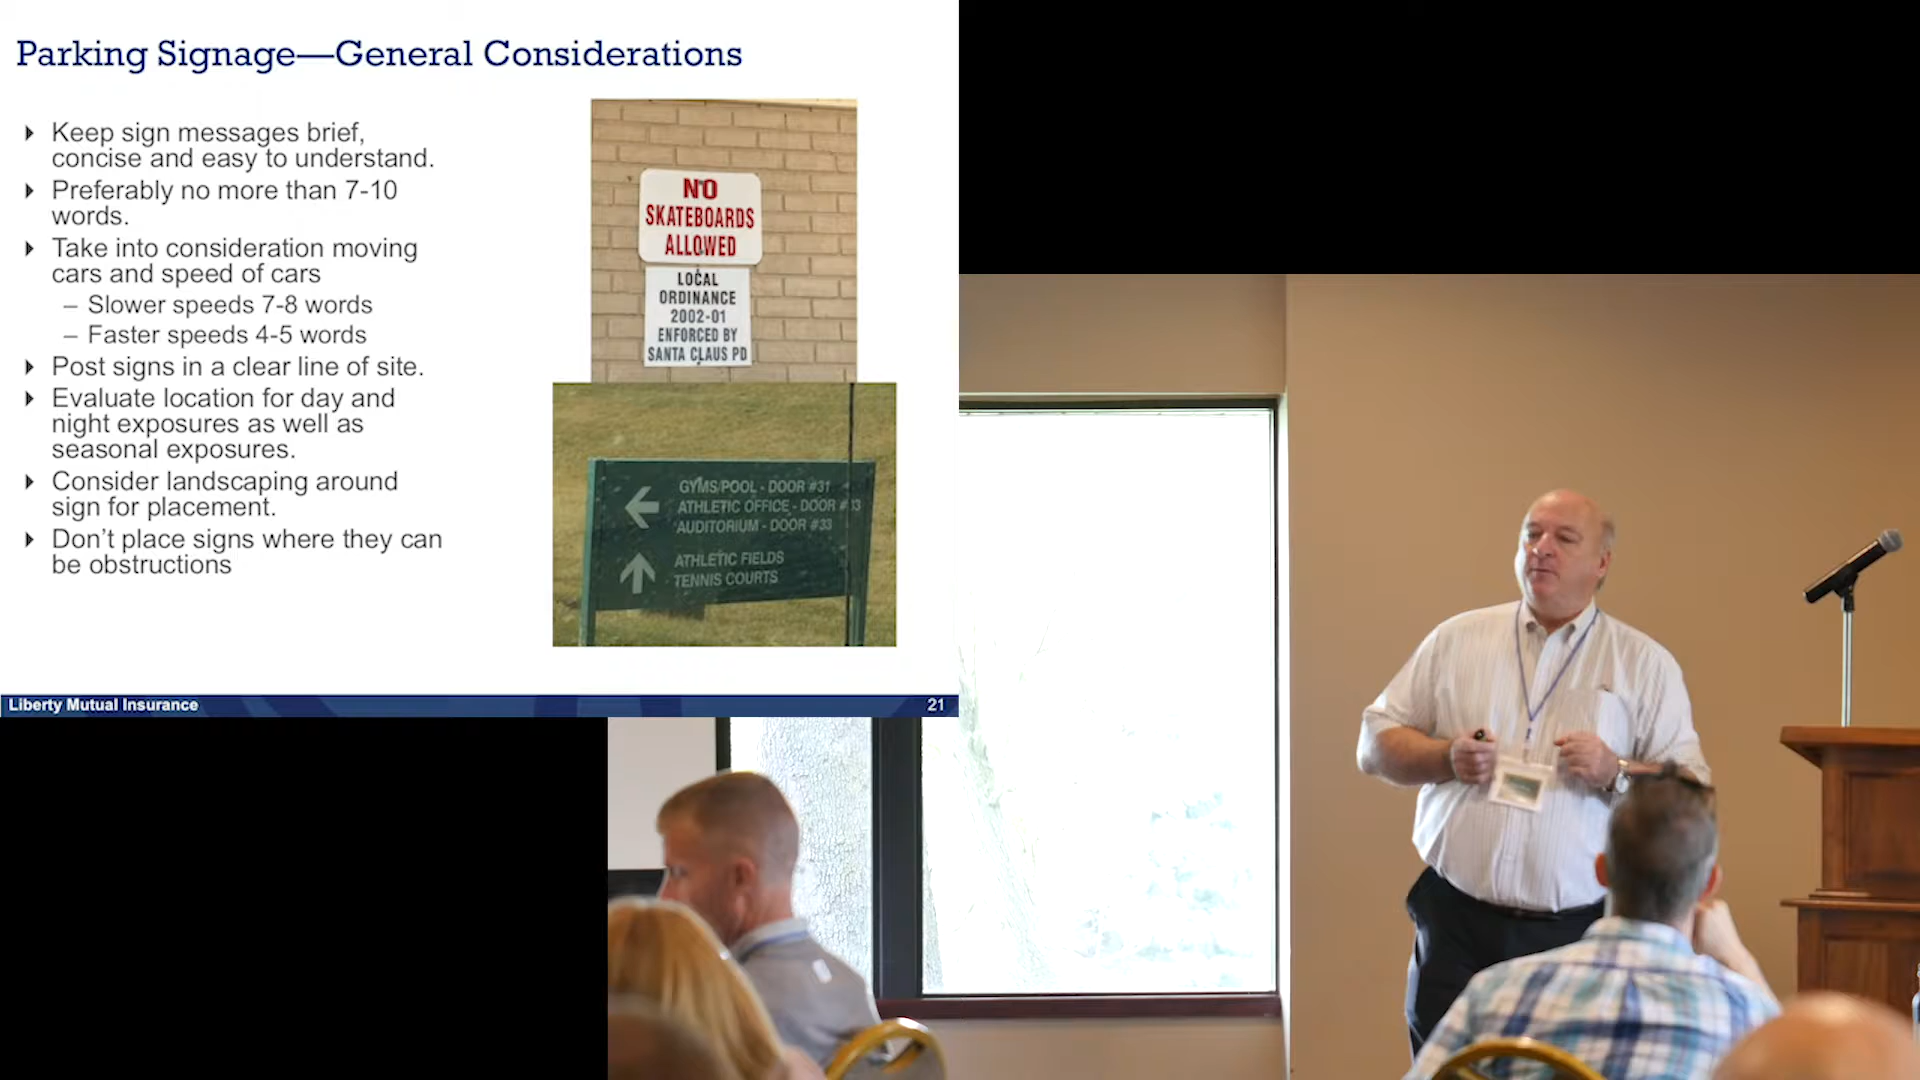 Parking Signage—General Considerations
Keep sign messages brief,
concise and easy to understand.
Preferably no more than 7-10
words.
Take into consideration moving
cars and speed of cars
– Slower speeds 7-8 words
– Faster speeds 4-5 words
Post signs in a clear line of site.
Evaluate location for day and
night exposures as well as
seasonal exposures.
Consider landscaping around
sign for placement.
Don’t place signs where they can
be obstructions
NO
SKATEBOARDS
ALLOWED
LOCAL
ORDINANCE
2002-01
ENFORCED BY
SANTA CLAUS PD
GYMS/POOL - DOOR #31
ATHLETIC OFFICE - DOOR #33
AUDITORIUM - DOOR #33
ATHLETIC FIELDS
TENNIS COURTS
Liberty Mutual Insurance
21